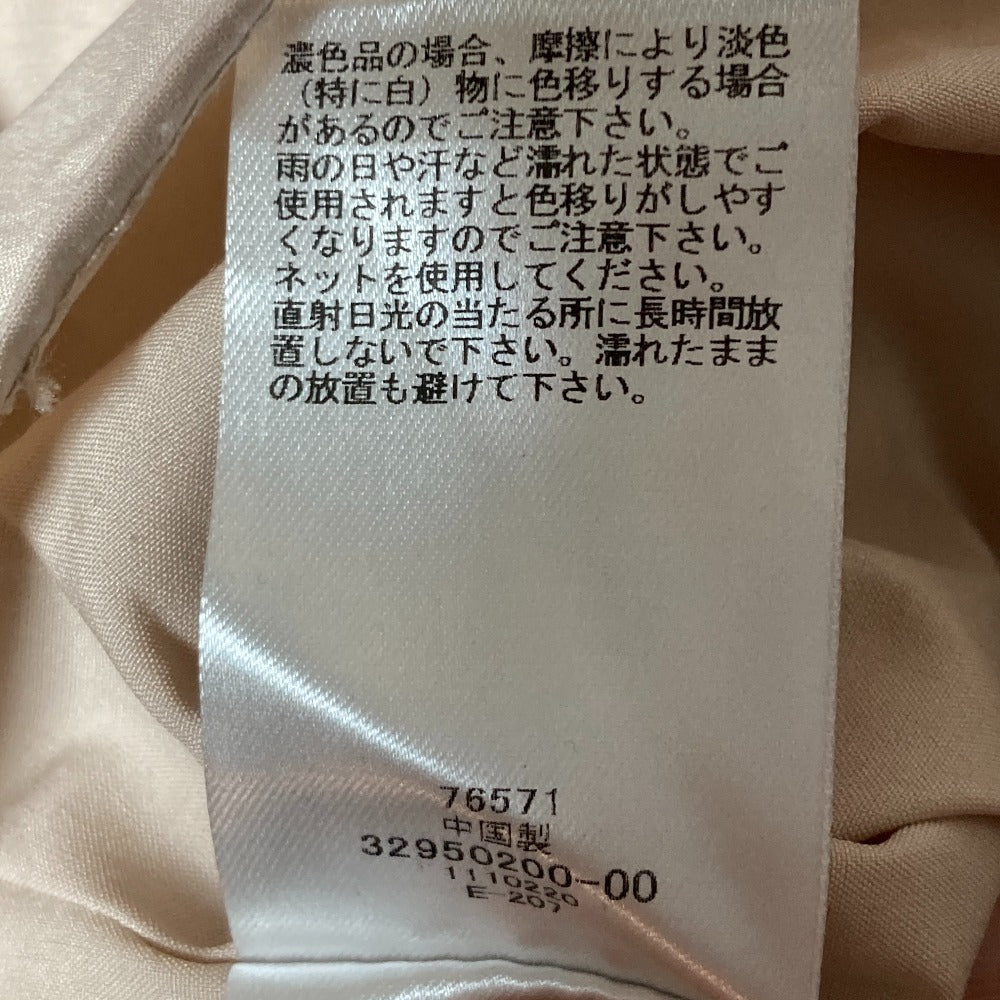 濃色品の場合、摩擦により淡色
（特に白）物に色移りする場合
があるのでご注意下さい。
雨の日や汗など濡れた状態でご
使用されますと色移りがしやす
くなりますのでご注意下さい。
ネットを使用してください。
直射日光の当たる所に長時間放
置しないで下さい。濡れたまま
の放置も避けて下さい。
76571
中国製
32950200-00
1110220
E-207